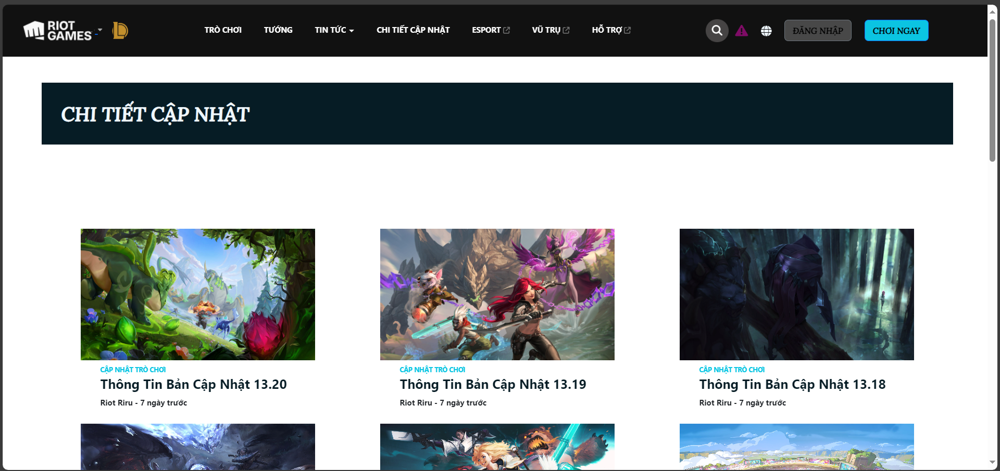 RIOT GAMES
TRÒ CHƠI
TƯỚNG
TIN TỨC
CHI TIẾT CẬP NHẬT
ESPORT
VŨ TRỤ
HỖ TRỢ
ĐĂNG NHẬP
CHƠI NGAY
CHI TIẾT CẬP NHẬT
CẬP NHẬT TRÒ CHƠI
Thông Tin Bản Cập Nhật 13.20
Riot Riru - 7 ngày trước
CẬP NHẬT TRÒ CHƠI
Thông Tin Bản Cập Nhật 13.19
Riot Riru - 7 ngày trước
CẬP NHẬT TRÒ CHƠI
Thông Tin Bản Cập Nhật 13.18
Riot Riru - 7 ngày trước